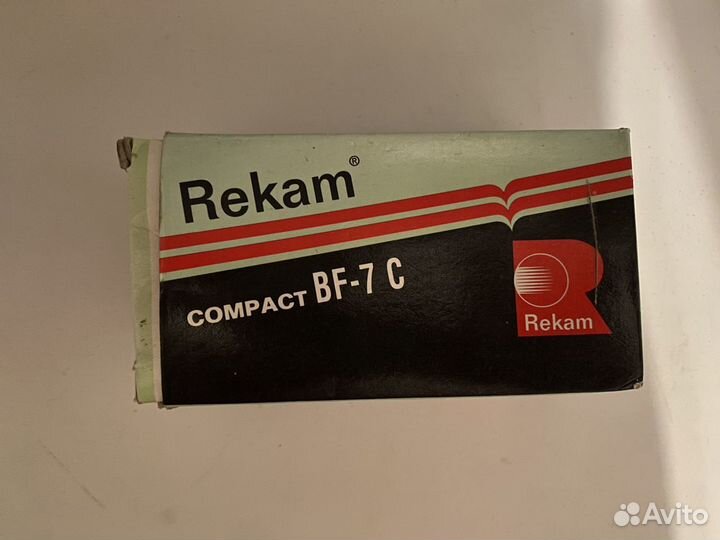 Rekam®
COMPACT BF-7 C
Rekam
Avito